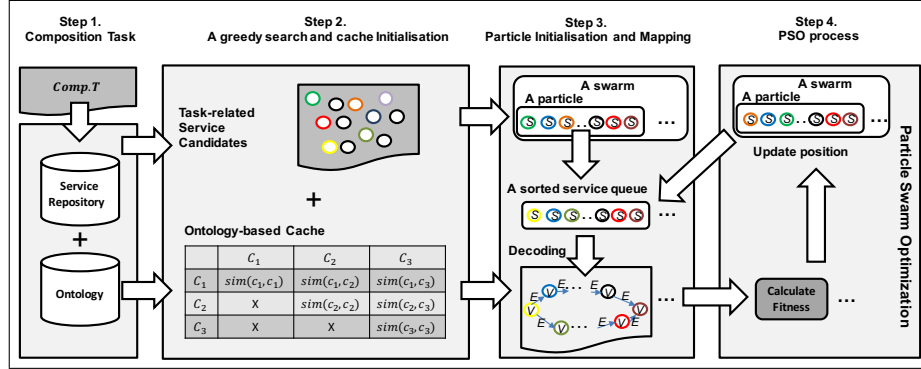 Step 1.
Composition Task
Comp.T
Service
Repository
+
Ontology
Step 2.
A greedy search and cache Initialisation
Task-related
Service
Candidates
+
Ontology-based Cache
C₁ C₂ C₃
C₁ sim(c₁,c₁) sim(c₁,c₂) sim(c₁,c₃)
C₂ X sim(c₂,c₂) sim(c₂,c₃)
C₃ X X sim(c₃,c₃)
Step 3.
Particle Initialisation and Mapping
A swarm
A particle
S S S .. S S S ...
A sorted service queue
S S S .. S S S ...
Decoding
E V E ... E V
V E E V ...
E V ... E V
Step 4.
PSO process
A swarm
A particle
S S S .. S S S ...
Update position
Calculate
Fitness
...
Particle Swarm Optimization